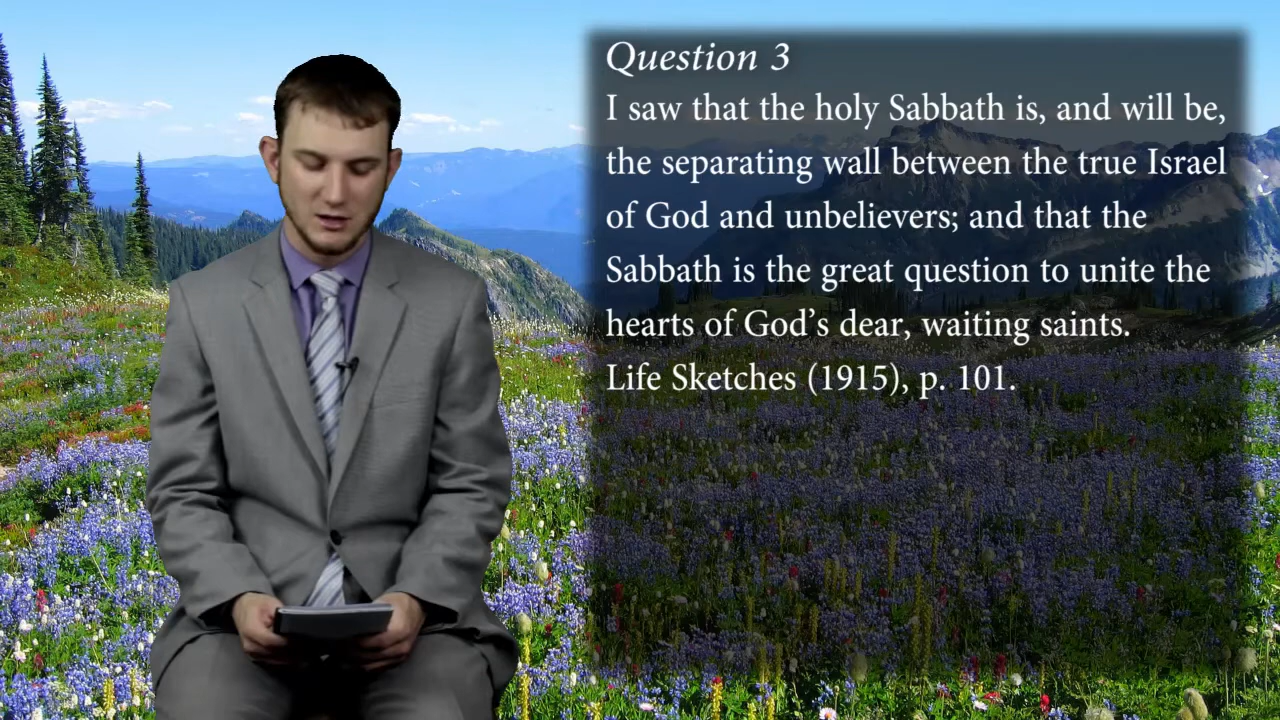 Question 3
I saw that the holy Sabbath is, and will be,
the separating wall between the true Israel
of God and unbelievers; and that the
Sabbath is the great question to unite the
hearts of God’s dear, waiting saints.
Life Sketches (1915), p. 101.